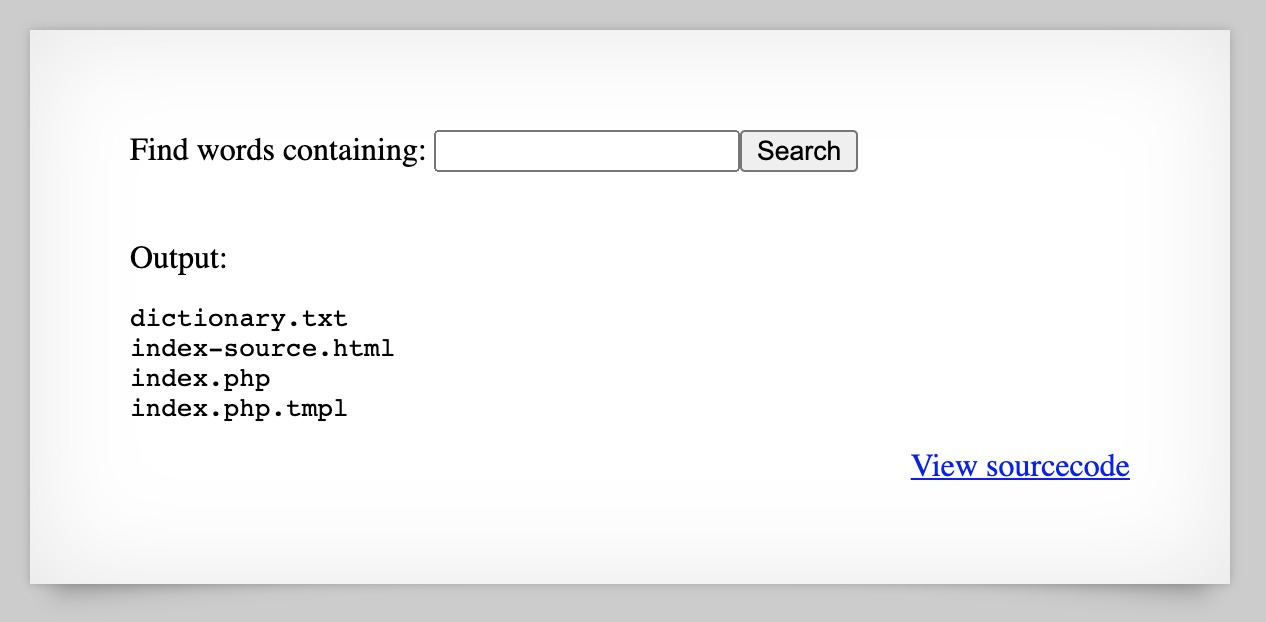 Find words containing: Search
Output:
dictionary.txt
index-source.html
index.php
index.php.tmpl
View sourcecode